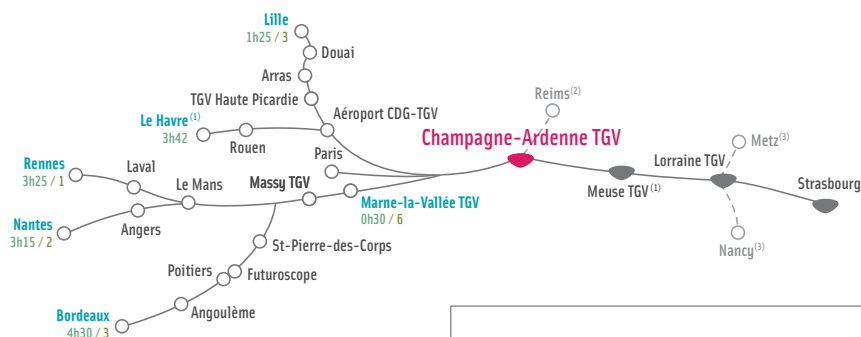 Lille
1h25 / 3
Douai
Arras
TGV Haute Picardie
Aéroport CDG-TGV
Le Havre (1)
3h42
Rouen
Reims(2)
Champagne-Ardenne TGV
Metz(3)
Lorraine TGV
Meuse TGV(1)
Strasbourg
Nancy(3)
Paris
Rennes
3h25 / 1
Laval
Le Mans
Massy TGV
Marne-la-Vallée TGV
0h30 / 6
Nantes
3h15 / 2
Angers
St-Pierre-des-Corps
Poitiers
Futuroscope
Angoulème
Bordeaux
4h30 / 3